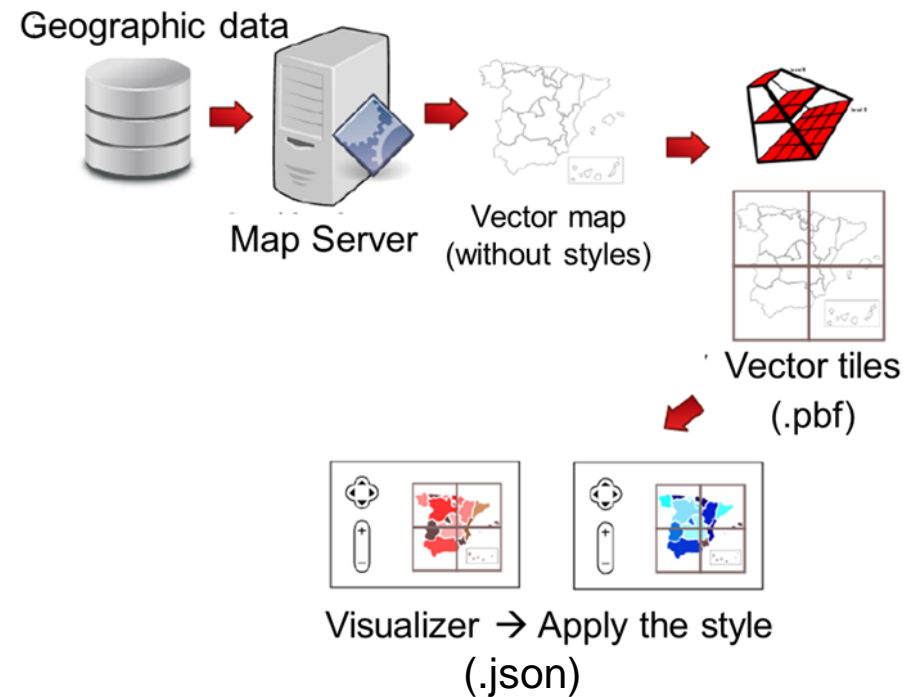 Geographic data
Map Server
Vector map
(without styles)
Vector tiles
(.pbf)
+
−
+
−
Visualizer → Apply the style
(.json)